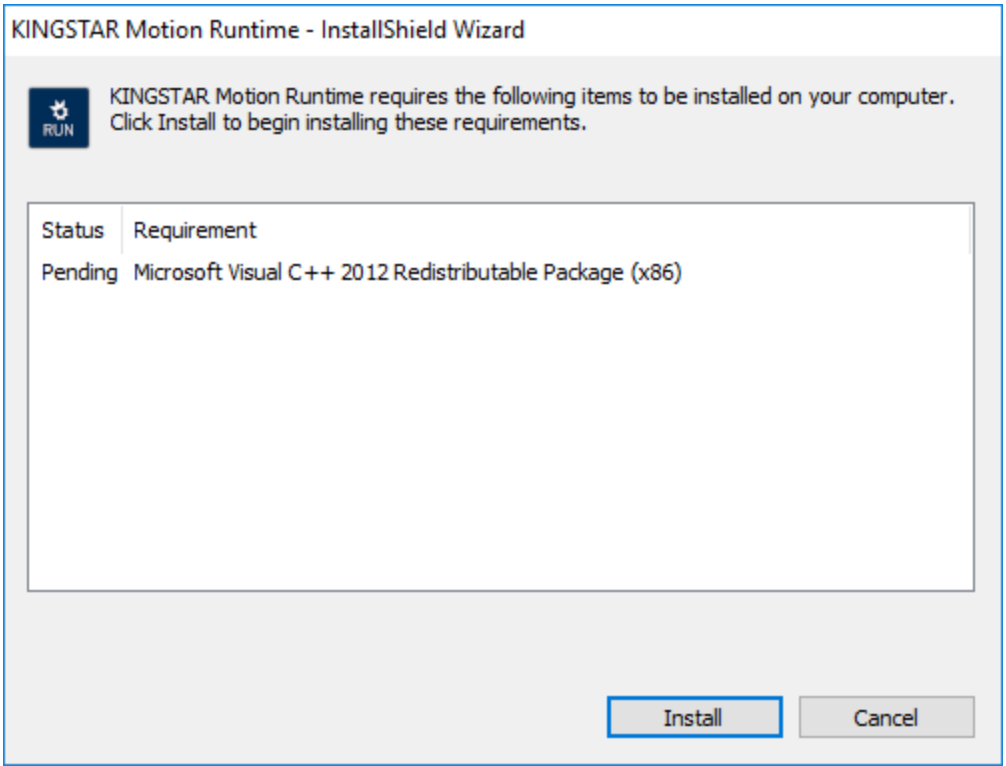 KINGSTAR Motion Runtime - InstallShield Wizard
KINGSTAR Motion Runtime requires the following items to be installed on your computer.
Click Install to begin installing these requirements.
RUN
Status Requirement
Pending Microsoft Visual C++ 2012 Redistributable Package (x86)
Install Cancel